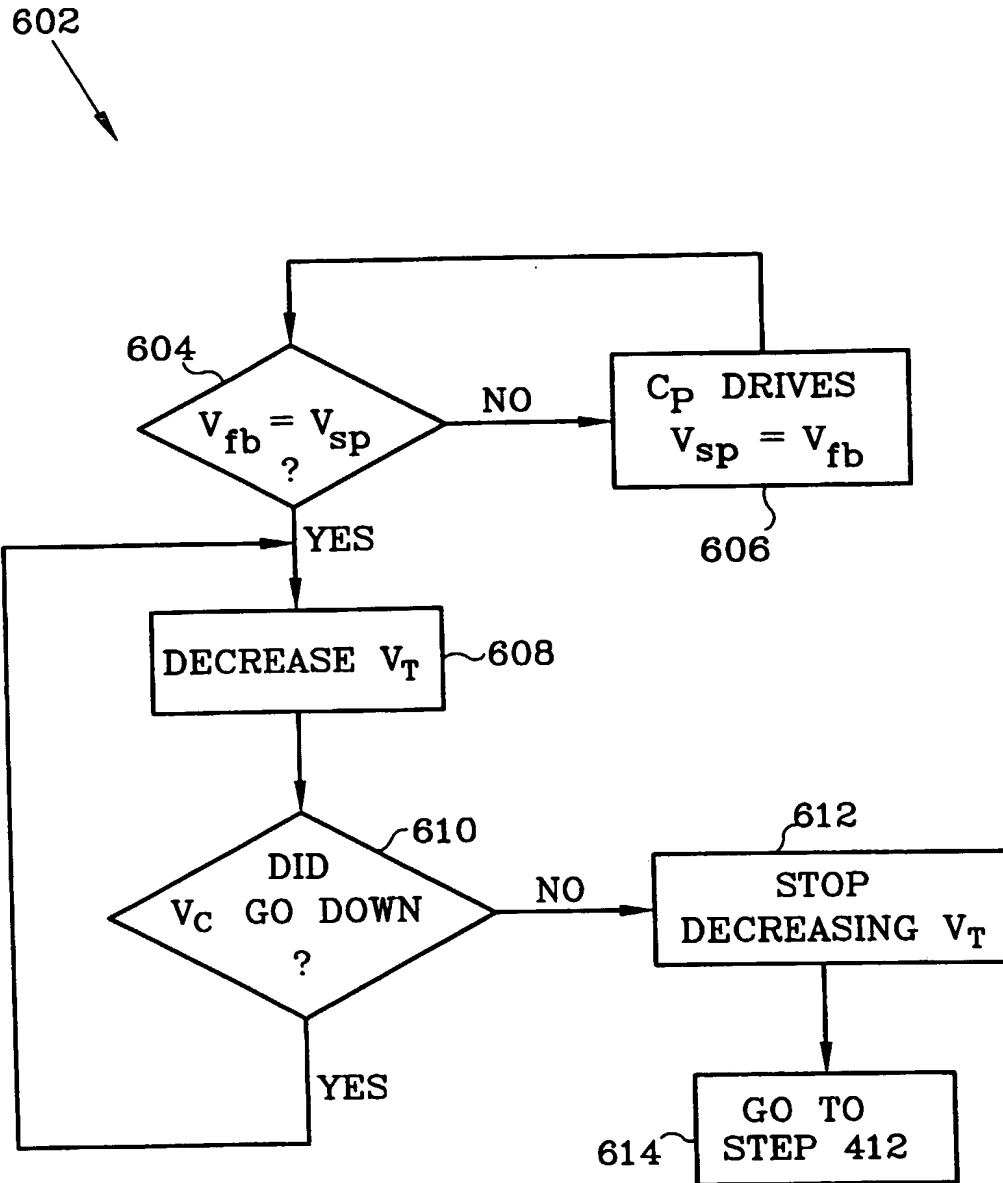 602
604
V_fb = V_sp
?
NO
C_P DRIVES
V_sp = V_fb
606
YES
DECREASE V_T
608
610
DID
V_C GO DOWN
?
NO
612
STOP
DECREASING V_T
YES
614
GO TO
STEP 412